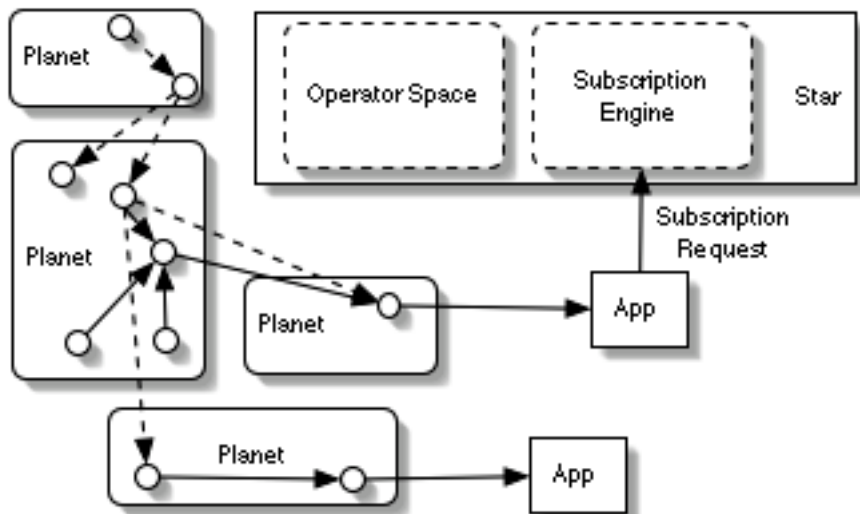 Planet
Operator Space
Subscription
Engine
Star
Subscription
Request
Planet
Planet
App
Planet
App